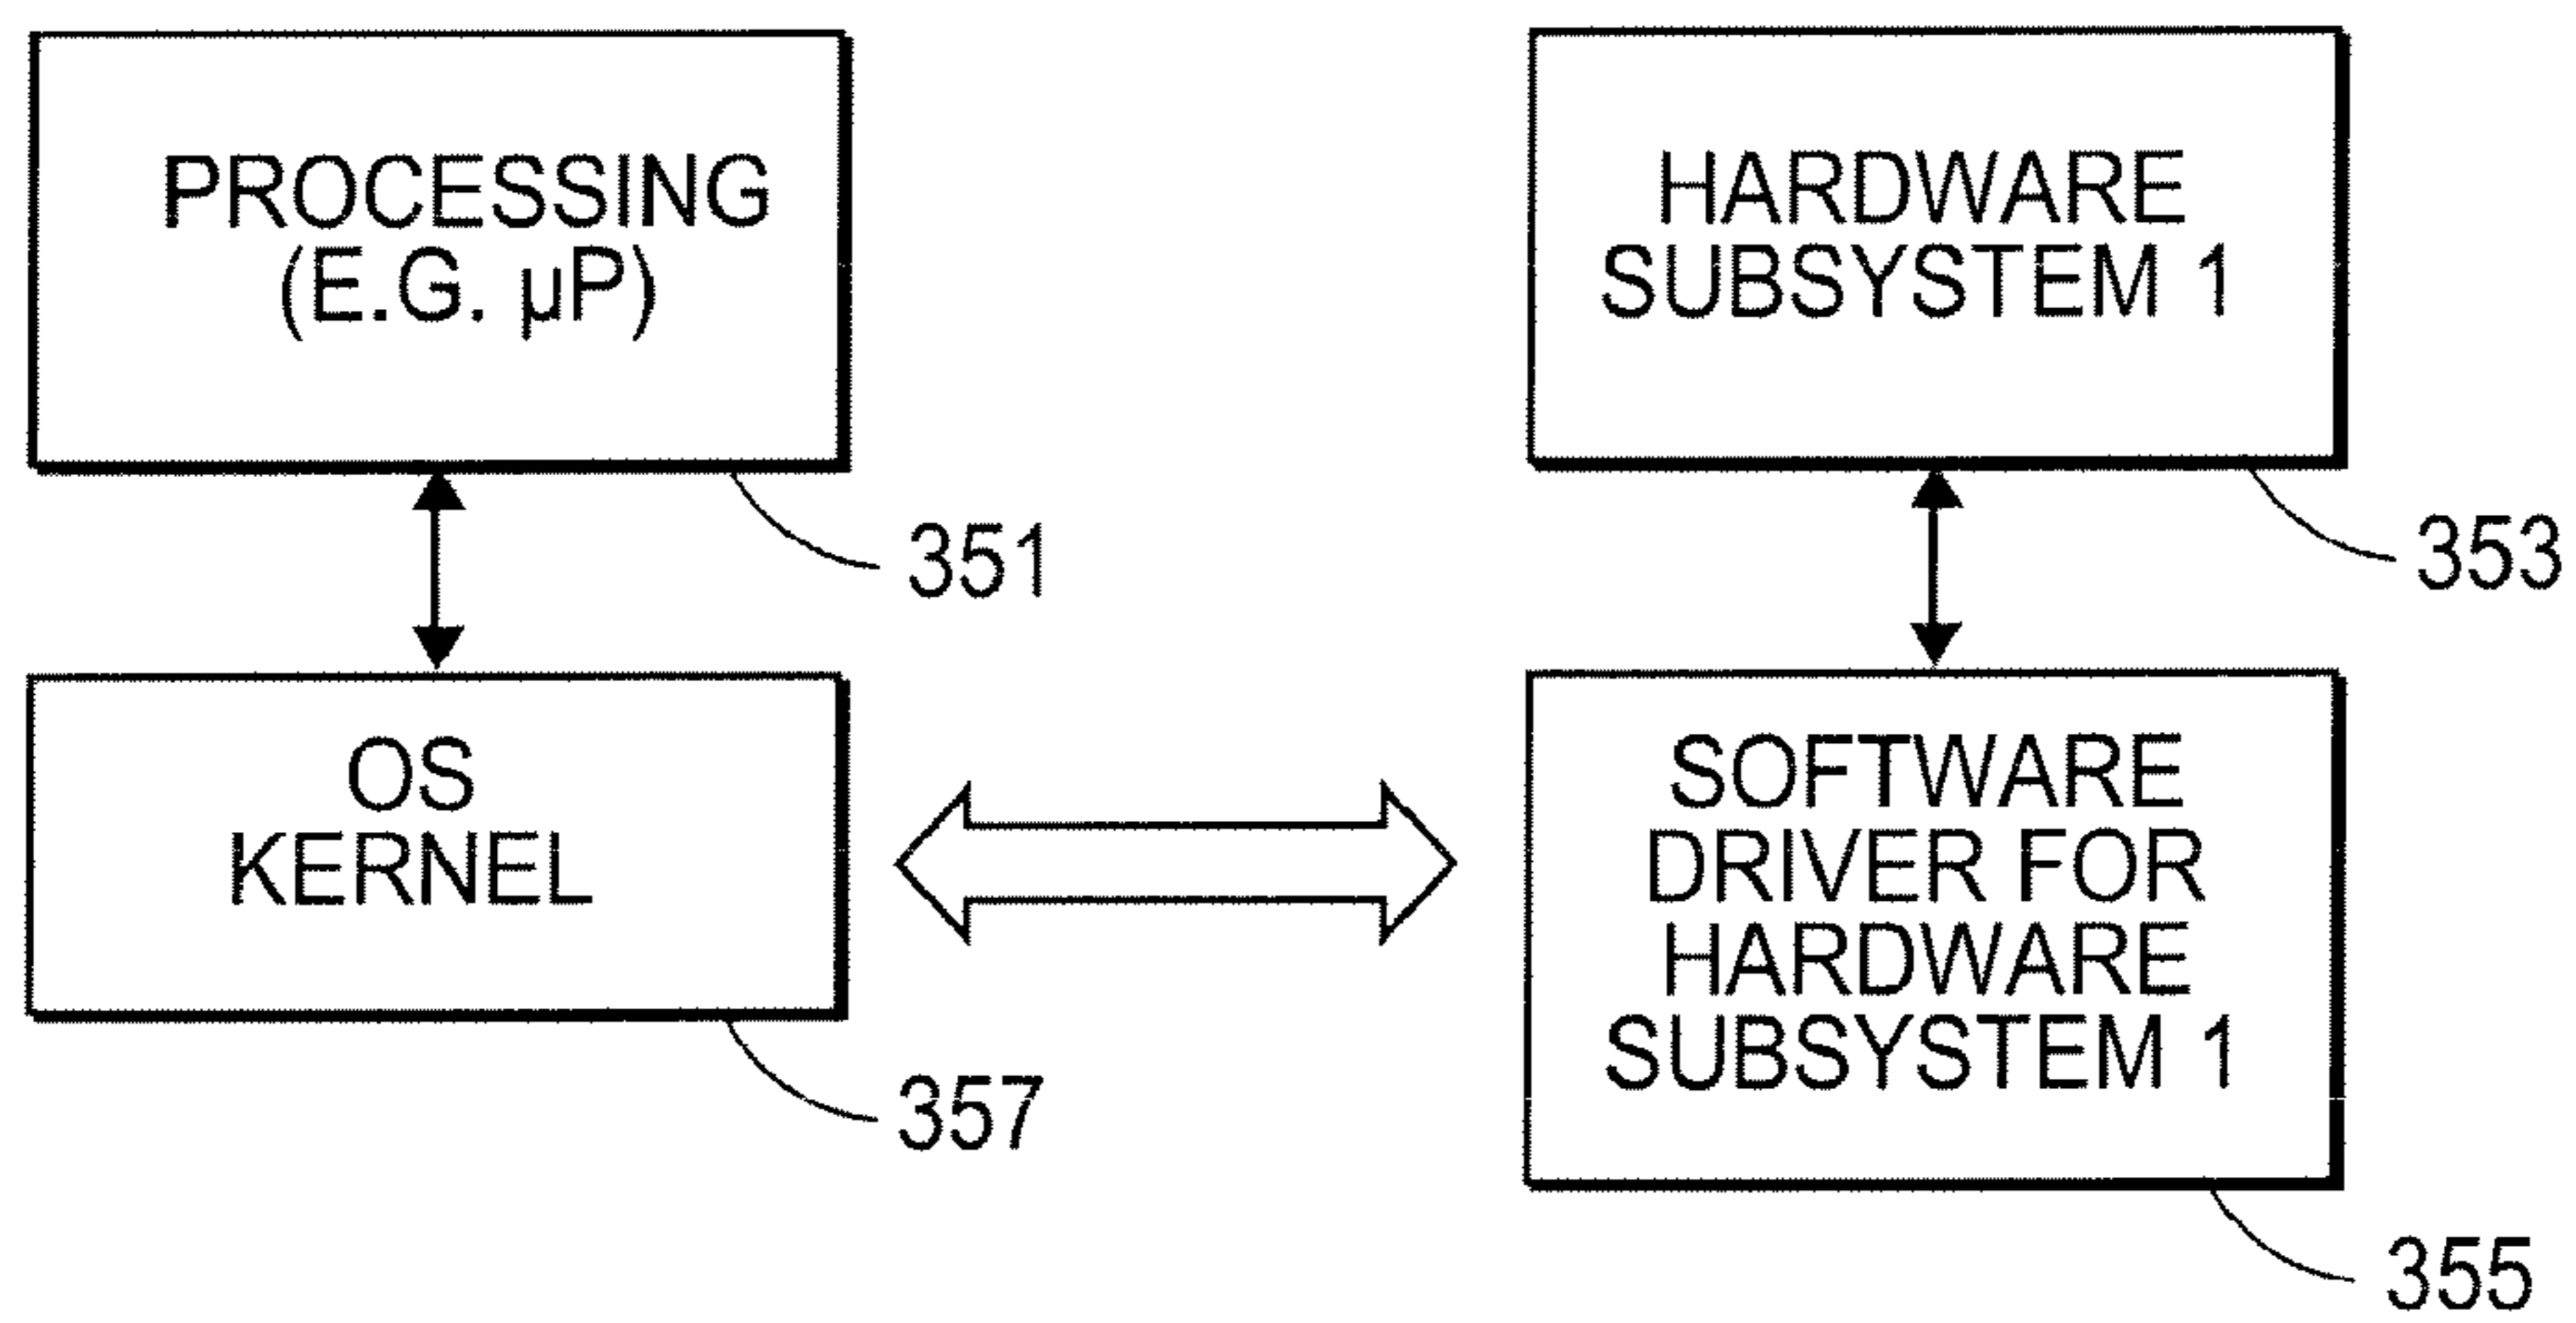 PROCESSING
(E.G. µP)
351
HARDWARE
SUBSYSTEM 1
353
OS
KERNEL
357
SOFTWARE
DRIVER FOR
HARDWARE
SUBSYSTEM 1
355